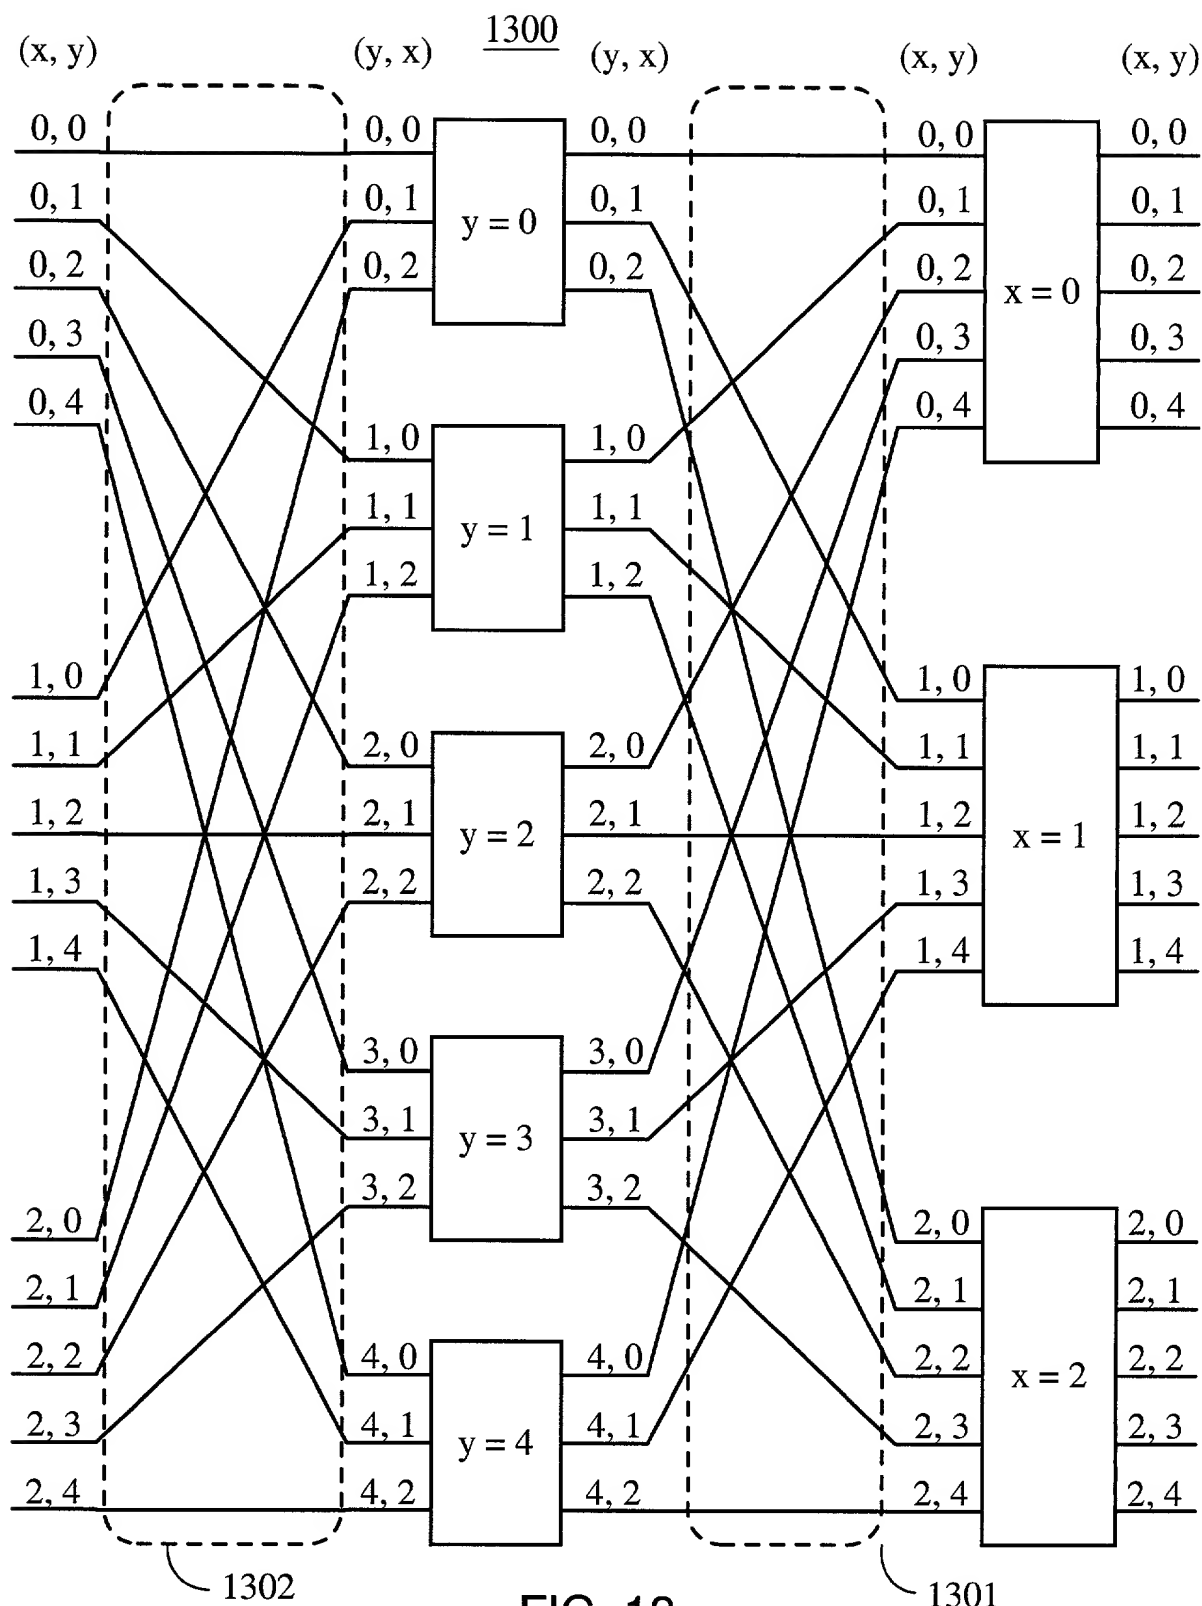 1300
(x, y) (y, x) (y, x) (x, y) (x, y)
0, 0 0, 0 0, 0 0, 0 0, 0
0, 1 0, 1 y = 0 0, 1 0, 1 0, 1
0, 2 0, 2 0, 2 0, 2 x = 0 0, 2
0, 3 0, 3 0, 3
0, 4 0, 4 0, 4
1, 0 1, 0
1, 1 y = 1 1, 1
1, 2 1, 2
1, 0 1, 0 1, 0
1, 1 2, 0 2, 0 1, 1 1, 1
1, 2 2, 1 y = 2 2, 1 1, 2 x = 1 1, 2
1, 3 2, 2 2, 2 1, 3 1, 3
1, 4 1, 4 1, 4
3, 0 3, 0
3, 1 y = 3 3, 1
3, 2 3, 2
2, 0 2, 0 2, 0
2, 1 2, 1 2, 1
2, 2 4, 0 4, 0 2, 2 x = 2 2, 2
2, 3 4, 1 y = 4 4, 1 2, 3 2, 3
2, 4 4, 2 4, 2 2, 4 2, 4
1302 1301